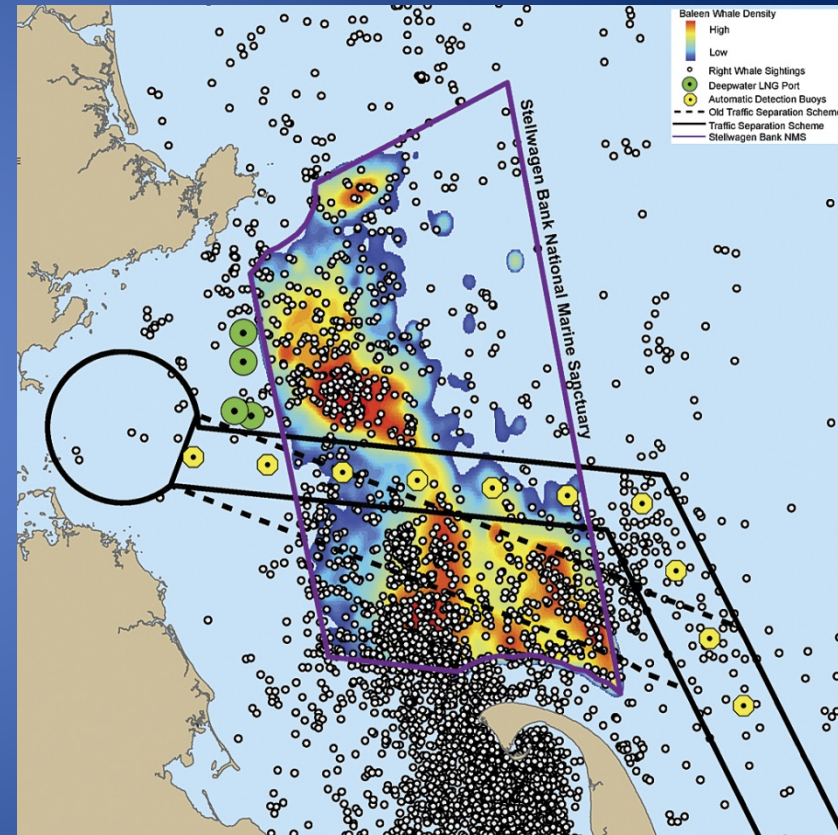 Baleen Whale Density
High
Low
Right Whale Sightings
Deepwater LNG Port
Automatic Detection Buoys
Old Traffic Separation Scheme
Traffic Separation Scheme
Stellwagen Bank NMS
Stellwagen Bank National Marine Sanctuary